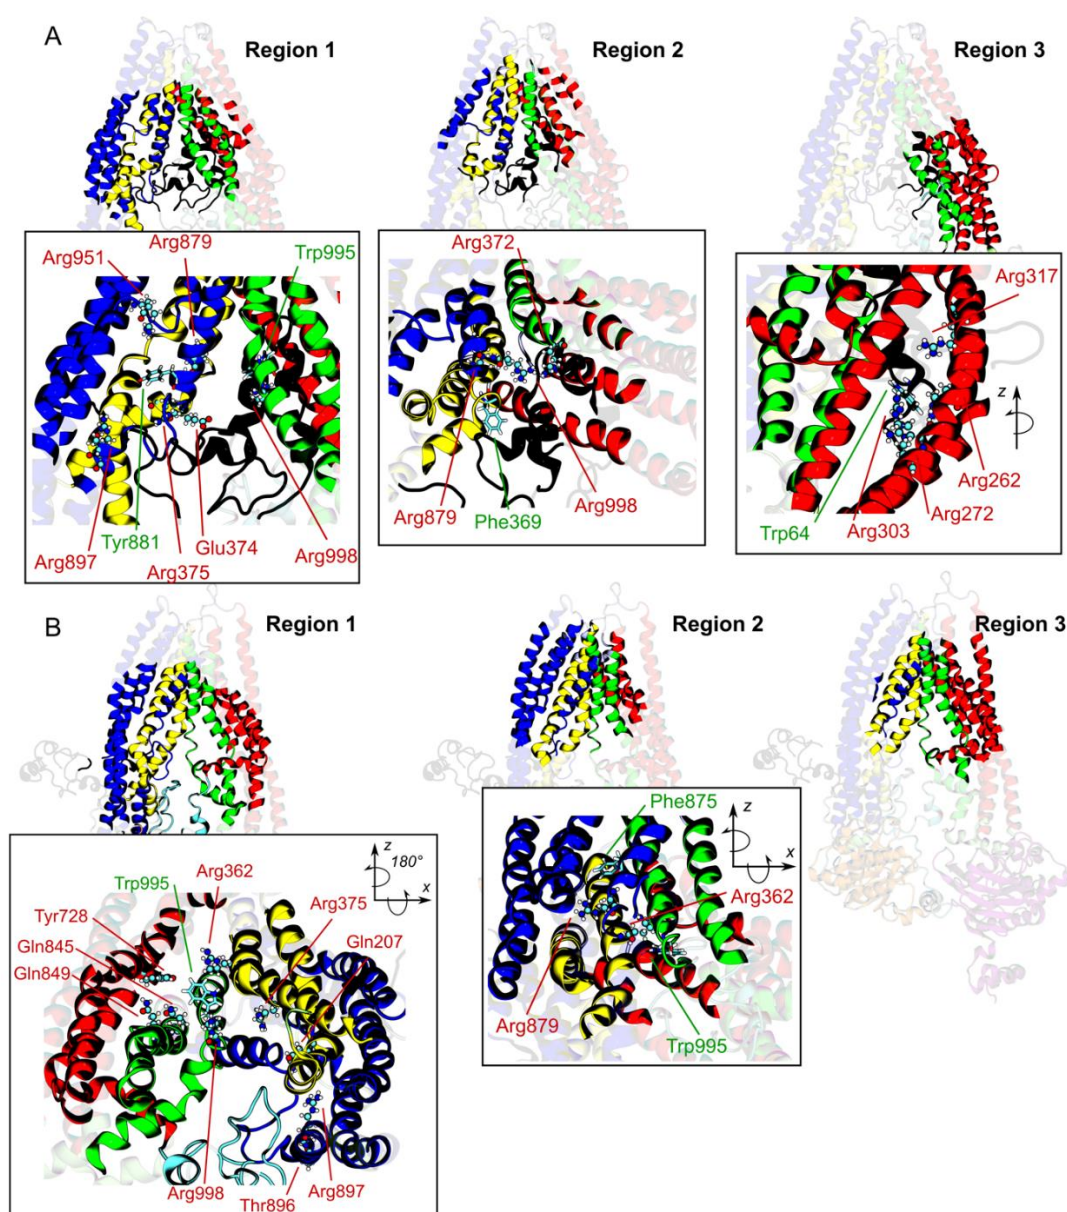 A
Region 1
Region 2
Region 3
Arg951
Arg879
Trp995
Arg897
Tyr881
Arg375
Glu374
Arg998
Arg372
Arg879
Phe369
Arg998
Arg317
z
Trp64
Arg303
Arg272
Arg262
B
Region 1
Region 2
Region 3
z
180°
x
Arg362
Trp995
Tyr728
Gln845
Gln849
Arg375
Gln207
Arg998
Thr896
Arg897
Phe875
z
x
Arg362
Arg879
Trp995